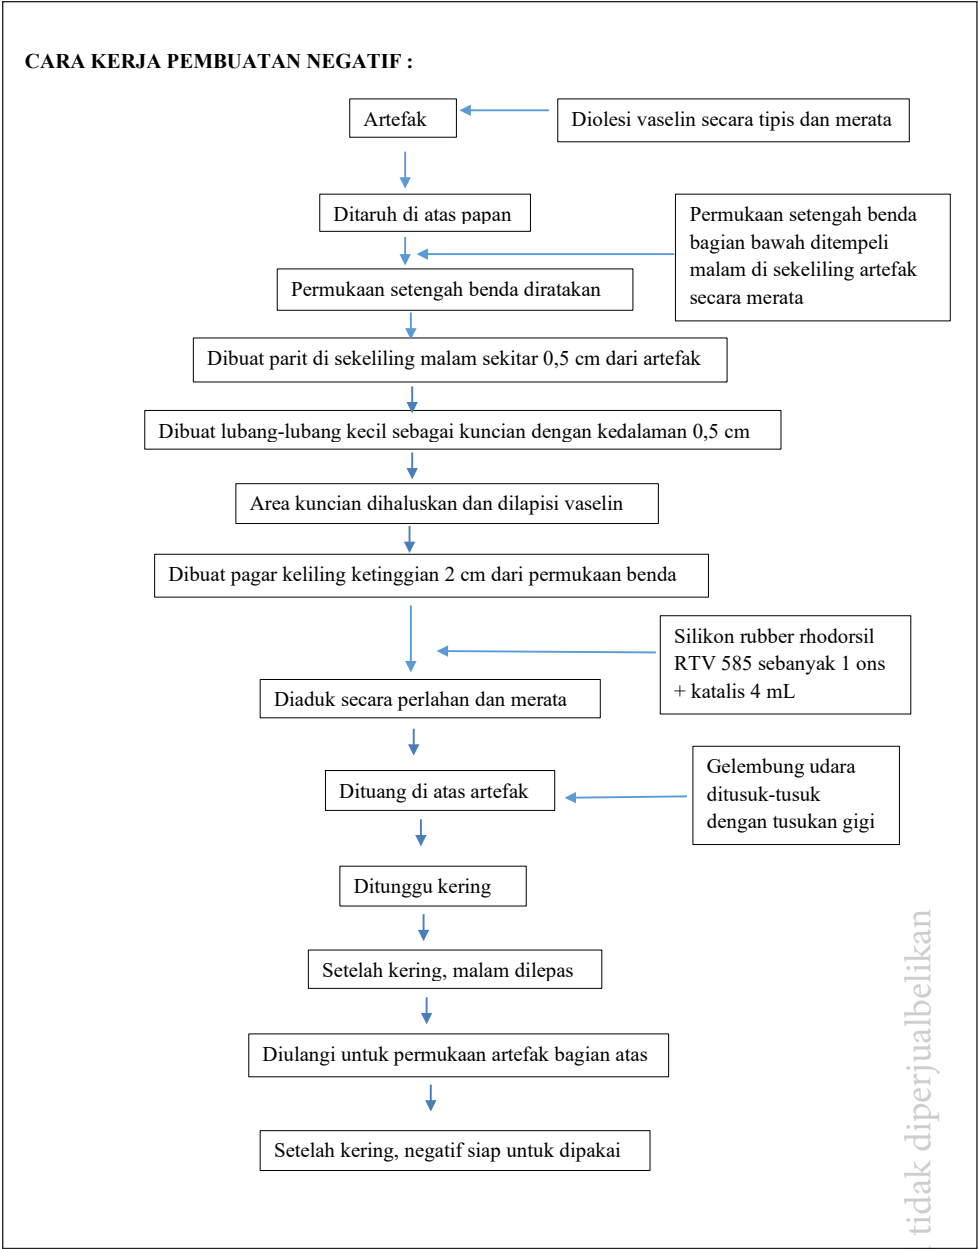 CARA KERJA PEMBUATAN NEGATIF :
Artefak
Diolesi vaselin secara tipis dan merata
Ditaruh di atas papan
Permukaan setengah benda
bagian bawah ditempeli
malam di sekeliling artefak
secara merata
Permukaan setengah benda diratakan
Dibuat parit di sekeliling malam sekitar 0,5 cm dari artefak
Dibuat lubang-lubang kecil sebagai kuncian dengan kedalaman 0,5 cm
Area kuncian dihaluskan dan dilapisi vaselin
Dibuat pagar keliling ketinggian 2 cm dari permukaan benda
Silikon rubber rhodorsil
RTV 585 sebanyak 1 ons
+ katalis 4 mL
Diaduk secara perlahan dan merata
Gelembung udara
ditusuk-tusuk
dengan tusukan gigi
Dituang di atas artefak
Ditunggu kering
Setelah kering, malam dilepas
Diulangi untuk permukaan artefak bagian atas
Setelah kering, negatif siap untuk dipakai
tidak diperjualbelikan